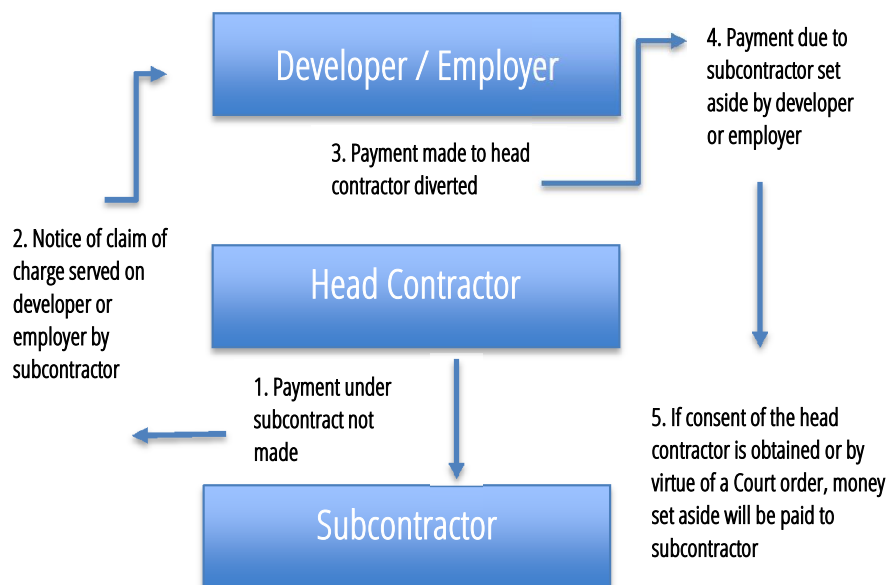 Developer / Employer
4. Payment due to
subcontractor set
aside by developer
or employer
3. Payment made to head
contractor diverted
2. Notice of claim of
charge served on
developer or
employer by
subcontractor
Head Contractor
1. Payment under
subcontract not
made
5. If consent of the head
contractor is obtained or by
virtue of a Court order, money
set aside will be paid to
subcontractor
Subcontractor